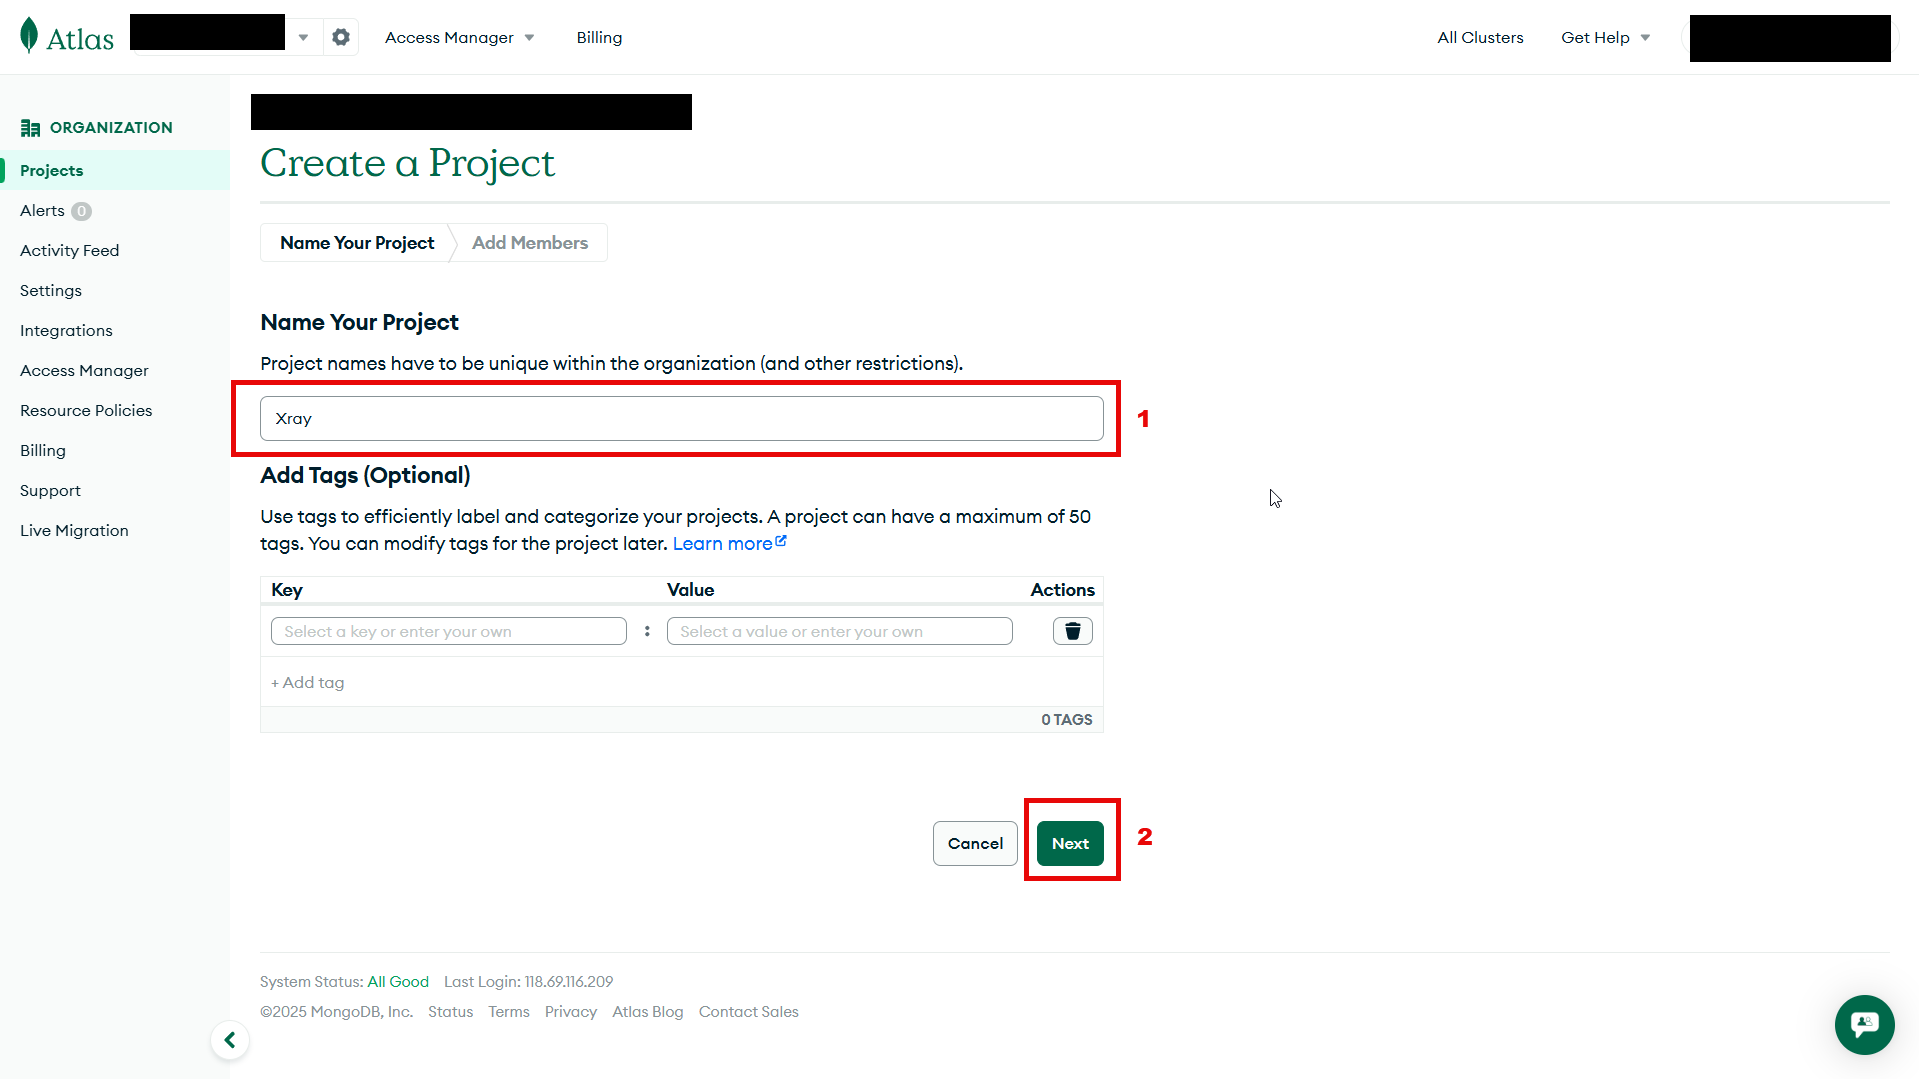 Atlas
Access Manager
Billing
All Clusters
Get Help
ORGANIZATION
Projects
Alerts 0
Activity Feed
Settings
Integrations
Access Manager
Resource Policies
Billing
Support
Live Migration
Create a Project
Name Your Project
Add Members
Name Your Project
Project names have to be unique within the organization (and other restrictions).
Xray
1
Add Tags (Optional)
Use tags to efficiently label and categorize your projects. A project can have a maximum of 50
tags. You can modify tags for the project later. Learn more
Key Value Actions
Select a key or enter your own : Select a value or enter your own
+ Add tag
0 TAGS
Cancel
Next
2
System Status: All Good Last Login: 118.69.116.209
©2025 MongoDB, Inc. Status Terms Privacy Atlas Blog Contact Sales